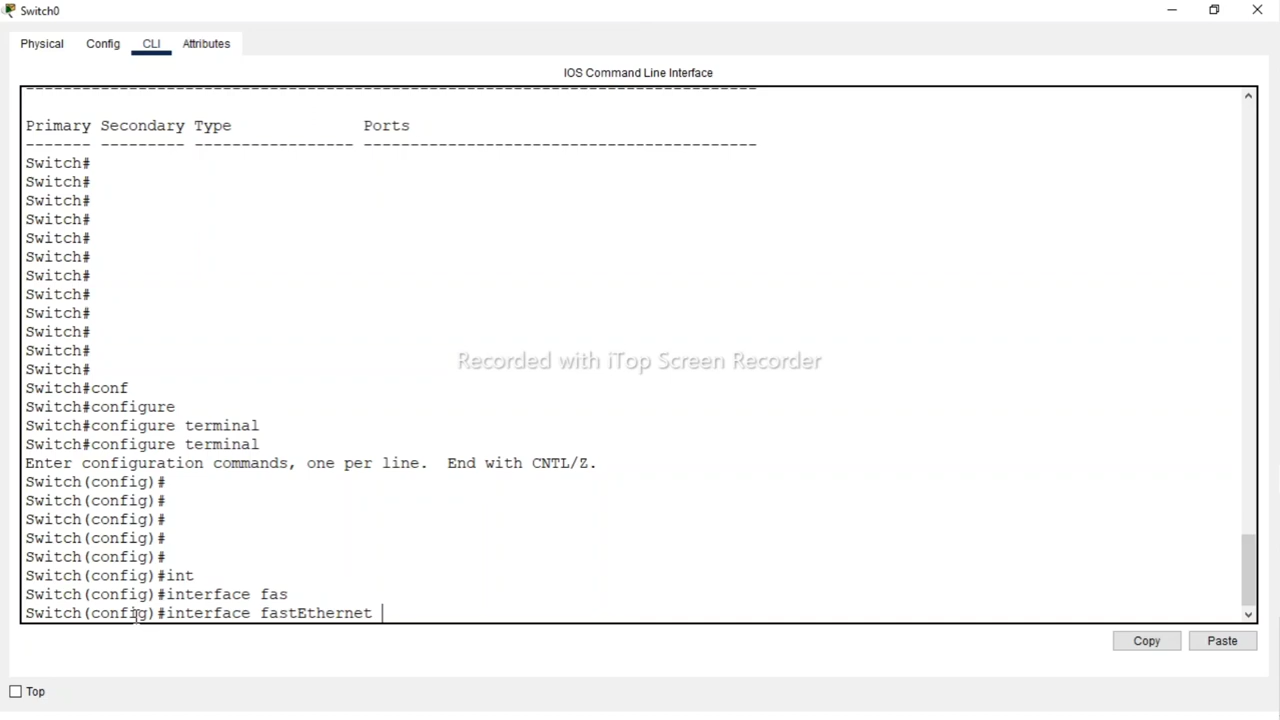 Switch0
Physical Config CLI Attributes
IOS Command Line Interface
--------------------------------------------------------------------------------
Primary Secondary Type Ports
------- --------- ----------------- ------------------------------------------
Switch#
Switch#
Switch#
Switch#
Switch#
Switch#
Switch#
Switch#
Switch#
Switch#
Switch#
Recorded with iTop Screen Recorder
Switch#
Switch#conf
Switch#configure
Switch#configure terminal
Switch#configure terminal
Enter configuration commands, one per line. End with CNTL/Z.
Switch(config)#
Switch(config)#
Switch(config)#
Switch(config)#
Switch(config)#
Switch(config)#int
Switch(config)#interface fas
Switch(config)#interface fastEthernet
Copy Paste
Top